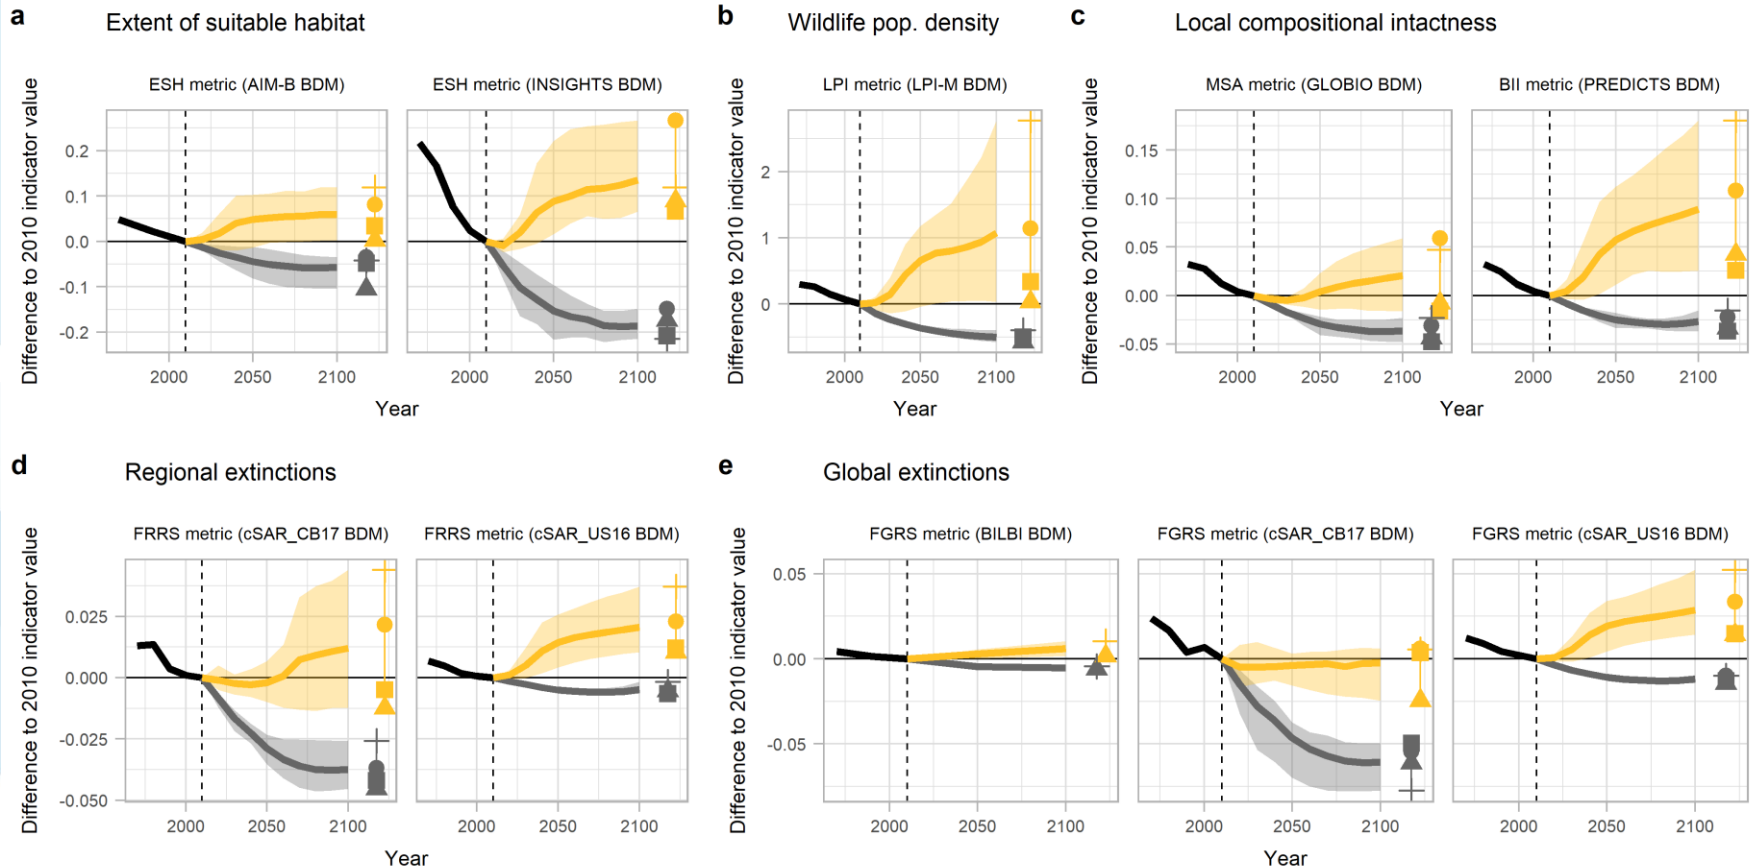 a Extent of suitable habitat
b Wildlife pop. density
c Local compositional intactness
ESH metric (AIM-B BDM)
ESH metric (INSIGHTS BDM)
LPI metric (LPI-M BDM)
MSA metric (GLOBIO BDM)
BII metric (PREDICTS BDM)
Difference to 2010 indicator value
0.2
0.1
0.0
-0.1
-0.2
2000 2050 2100
2000 2050 2100
Year
Difference to 2010 indicator value
2
1
0
2000 2050 2100
Year
Difference to 2010 indicator value
0.15
0.10
0.05
0.00
-0.05
2000 2050 2100
2000 2050 2100
Year
d Regional extinctions
e Global extinctions
FRRS metric (cSAR_CB17 BDM)
FRRS metric (cSAR_US16 BDM)
FGRS metric (BILBI BDM)
FGRS metric (cSAR_CB17 BDM)
FGRS metric (cSAR_US16 BDM)
Difference to 2010 indicator value
0.025
0.000
-0.025
-0.050
2000 2050 2100
2000 2050 2100
Year
Difference to 2010 indicator value
0.05
0.00
-0.05
2000 2050 2100
2000 2050 2100
2000 2050 2100
Year